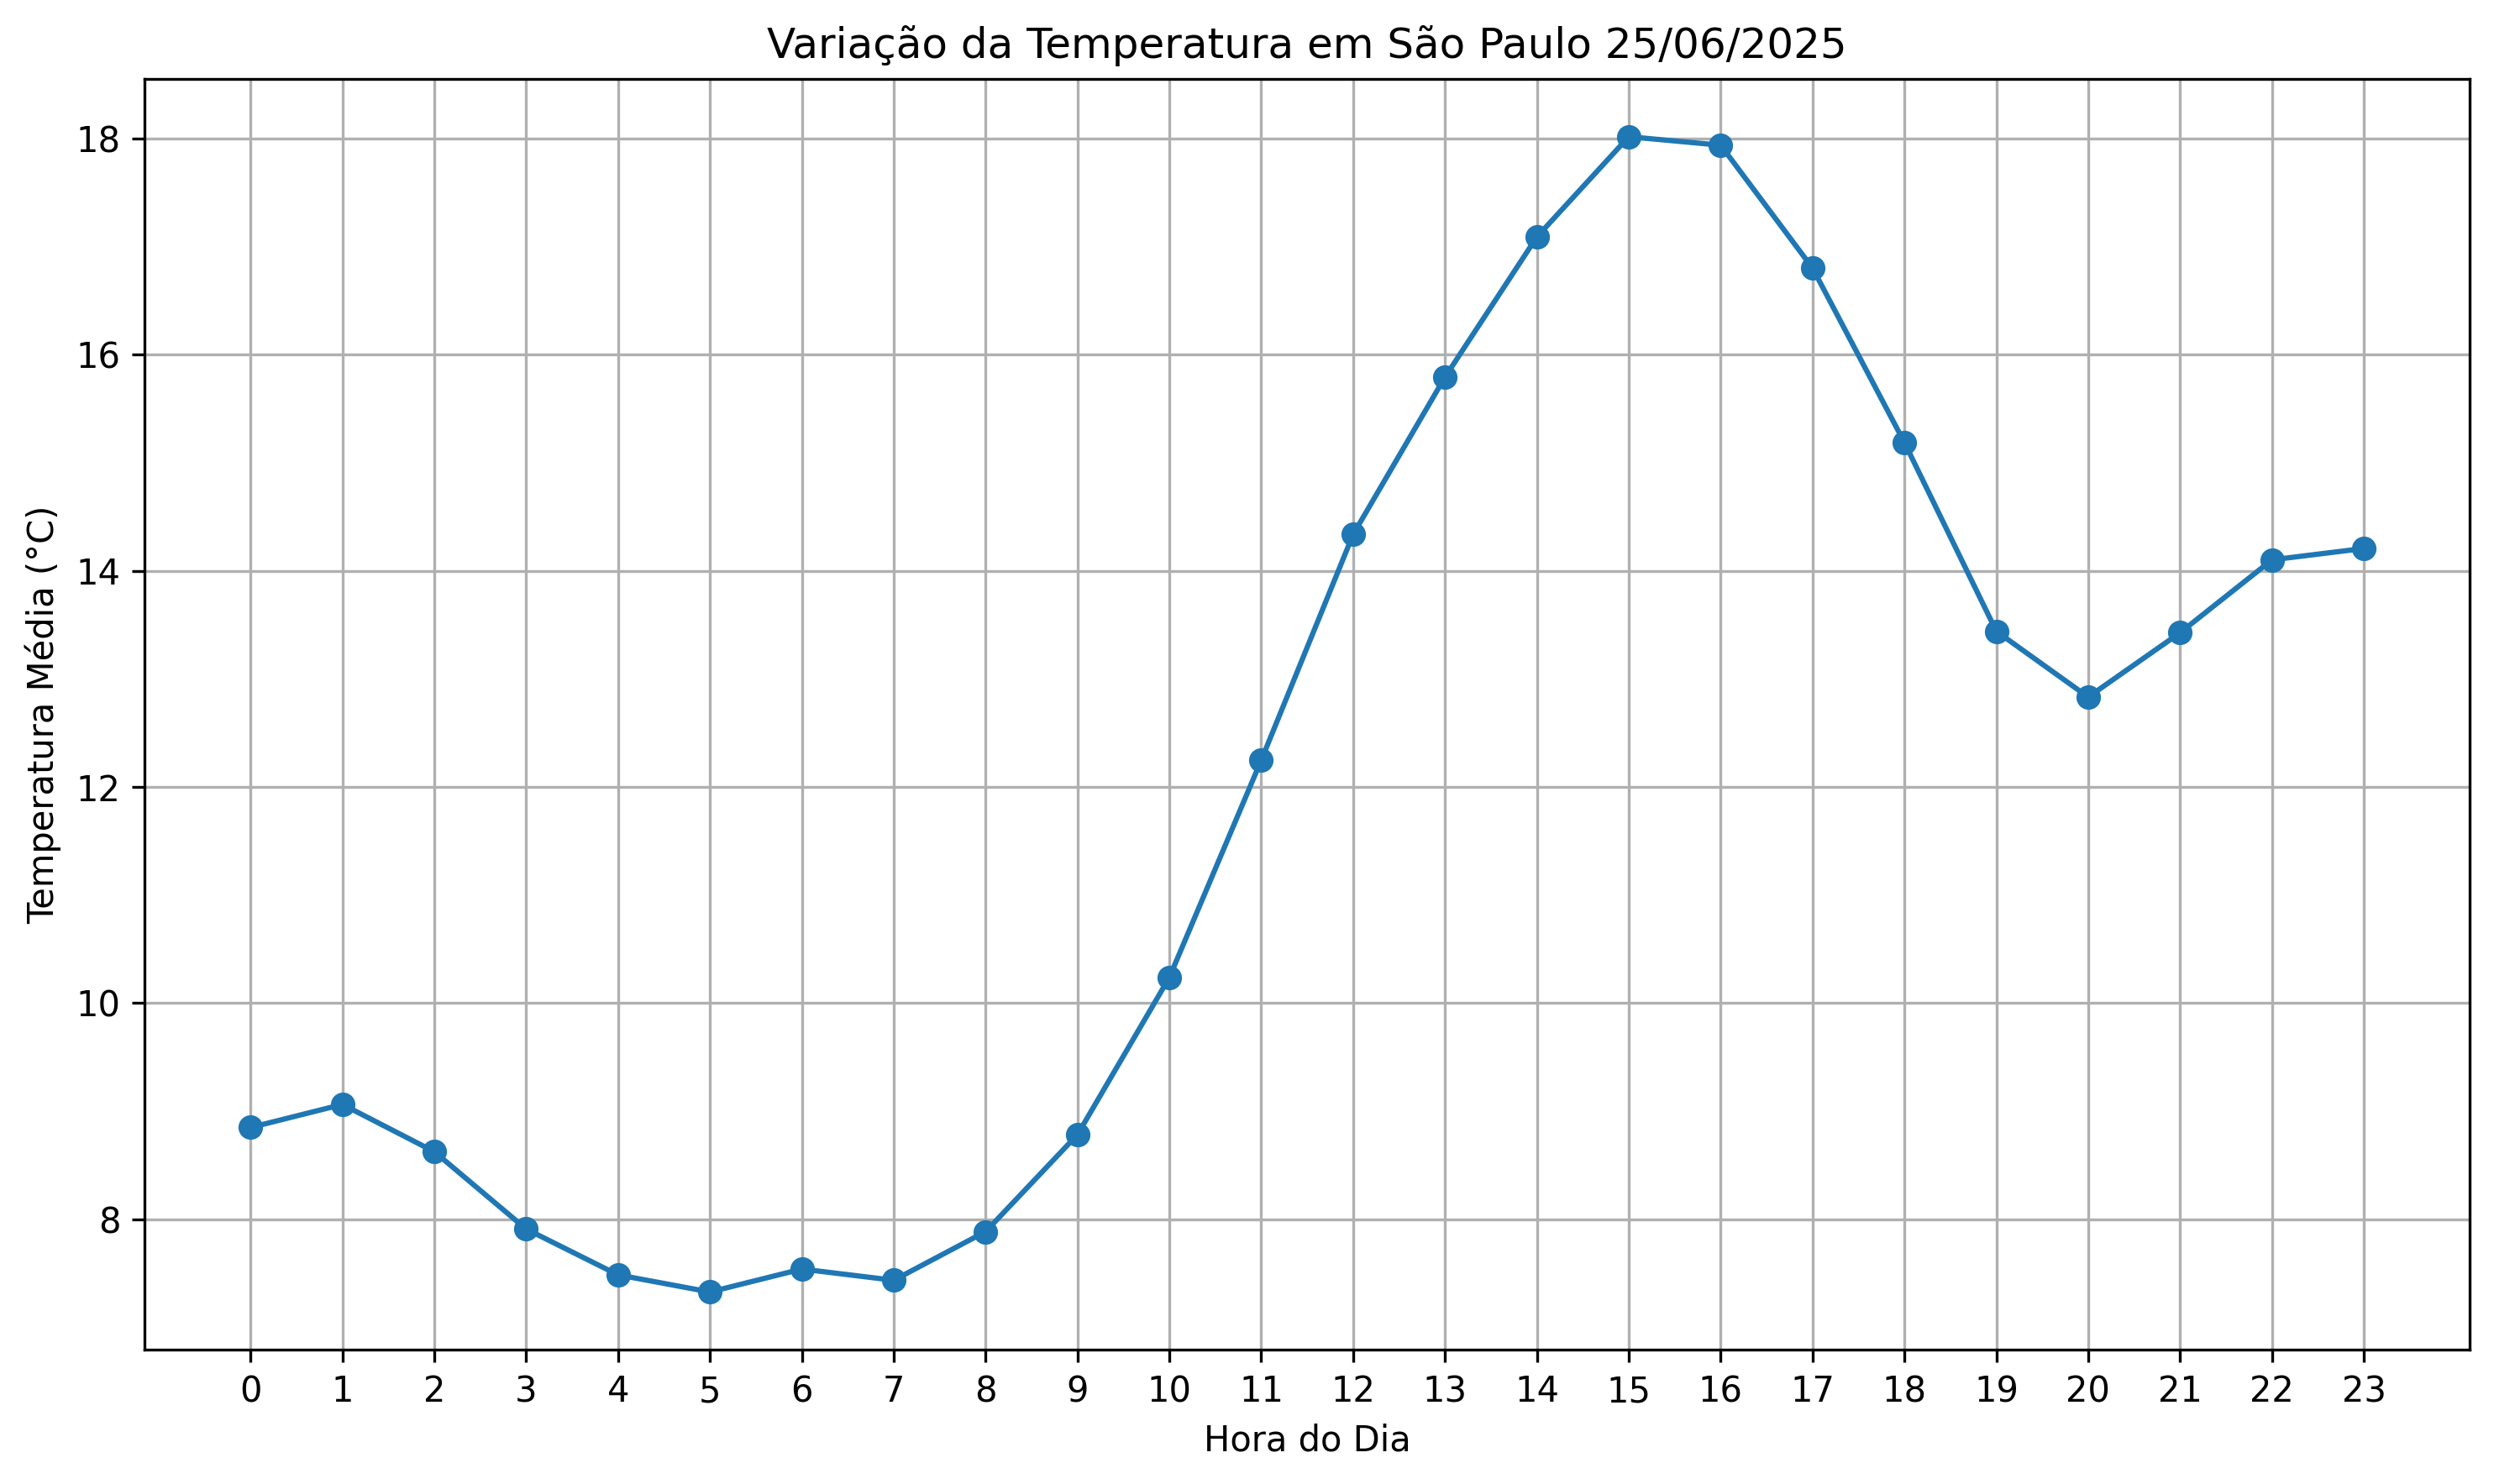 Variação da Temperatura em São Paulo 25/06/2025
Temperatura Média (°C)
18
16
14
12
10
8
0 1 2 3 4 5 6 7 8 9 10 11 12 13 14 15 16 17 18 19 20 21 22 23
Hora do Dia